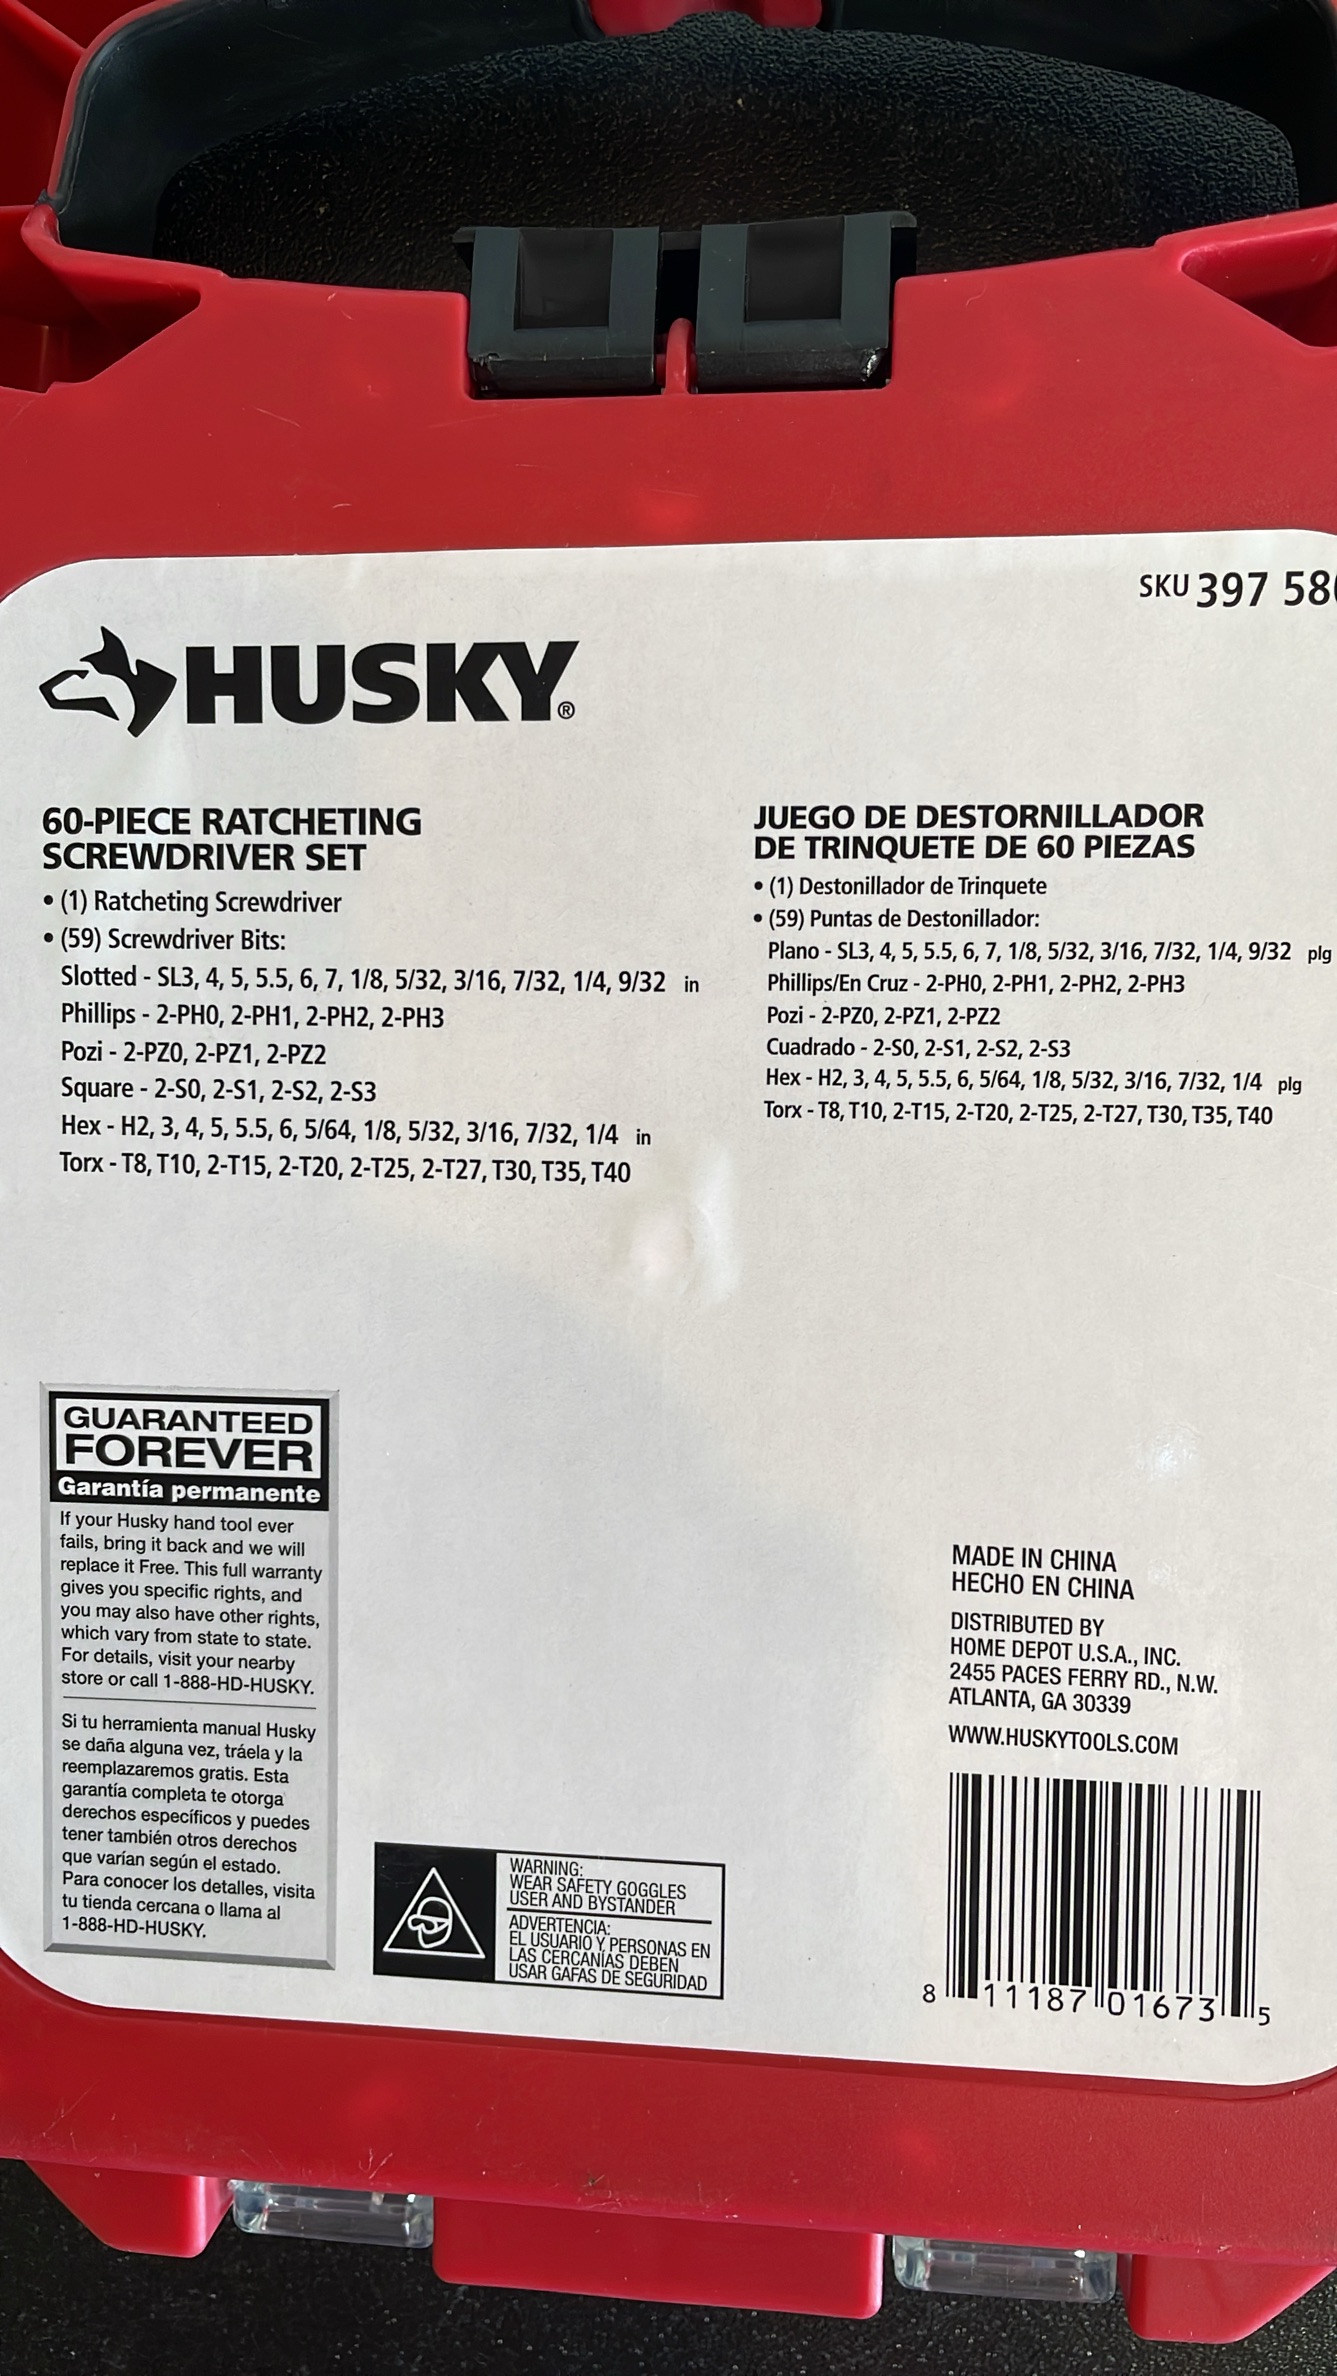 SKU 397 58
HUSKY®
60-PIECE RATCHETING
SCREWDRIVER SET
• (1) Ratcheting Screwdriver
• (59) Screwdriver Bits:
Slotted - SL3, 4, 5, 5.5, 6, 7, 1/8, 5/32, 3/16, 7/32, 1/4, 9/32 in
Phillips - 2-PH0, 2-PH1, 2-PH2, 2-PH3
Pozi - 2-PZ0, 2-PZ1, 2-PZ2
Square - 2-S0, 2-S1, 2-S2, 2-S3
Hex - H2, 3, 4, 5, 5.5, 6, 5/64, 1/8, 5/32, 3/16, 7/32, 1/4 in
Torx - T8, T10, 2-T15, 2-T20, 2-T25, 2-T27, T30, T35, T40
JUEGO DE DESTORNILLADOR
DE TRINQUETE DE 60 PIEZAS
• (1) Destonillador de Trinquete
• (59) Puntas de Destonillador:
Plano - SL3, 4, 5, 5.5, 6, 7, 1/8, 5/32, 3/16, 7/32, 1/4, 9/32 plg
Phillips/En Cruz - 2-PH0, 2-PH1, 2-PH2, 2-PH3
Pozi - 2-PZ0, 2-PZ1, 2-PZ2
Cuadrado - 2-S0, 2-S1, 2-S2, 2-S3
Hex - H2, 3, 4, 5, 5.5, 6, 5/64, 1/8, 5/32, 3/16, 7/32, 1/4 plg
Torx - T8, T10, 2-T15, 2-T20, 2-T25, 2-T27, T30, T35, T40
GUARANTEED
FOREVER
Garantía permanente
If your Husky hand tool ever
fails, bring it back and we will
replace it Free. This full warranty
gives you specific rights, and
you may also have other rights,
which vary from state to state.
For details, visit your nearby
store or call 1-888-HD-HUSKY.
Si tu herramienta manual Husky
se daña alguna vez, tráela y la
reemplazaremos gratis. Esta
garantía completa te otorga
derechos específicos y puedes
tener también otros derechos
que varían según el estado.
Para conocer los detalles, visita
tu tienda cercana o llama al
1-888-HD-HUSKY.
WARNING:
WEAR SAFETY GOGGLES
USER AND BYSTANDER
ADVERTENCIA:
EL USUARIO Y PERSONAS EN
LAS CERCANÍAS DEBEN
USAR GAFAS DE SEGURIDAD
MADE IN CHINA
HECHO EN CHINA
DISTRIBUTED BY
HOME DEPOT U.S.A., INC.
2455 PACES FERRY RD., N.W.
ATLANTA, GA 30339
WWW.HUSKYTOOLS.COM
8 11187 01673 5